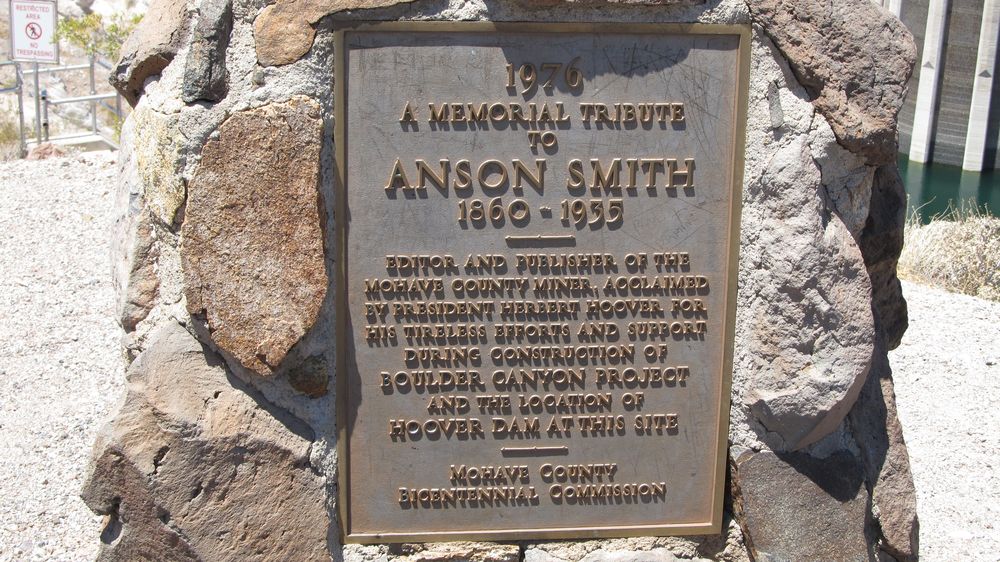 RESTRICTED
AREA
NO
TRESPASSING
1976
A MEMORIAL TRIBUTE
TO
ANSON SMITH
1860 - 1935
EDITOR AND PUBLISHER OF THE
MOHAVE COUNTY MINER, ACCLAIMED
BY PRESIDENT HERBERT HOOVER FOR
HIS TIRELESS EFFORTS AND SUPPORT
DURING CONSTRUCTION OF
BOULDER CANYON PROJECT
AND THE LOCATION OF
HOOVER DAM AT THIS SITE
MOHAVE COUNTY
BICENTENNIAL COMMISSION